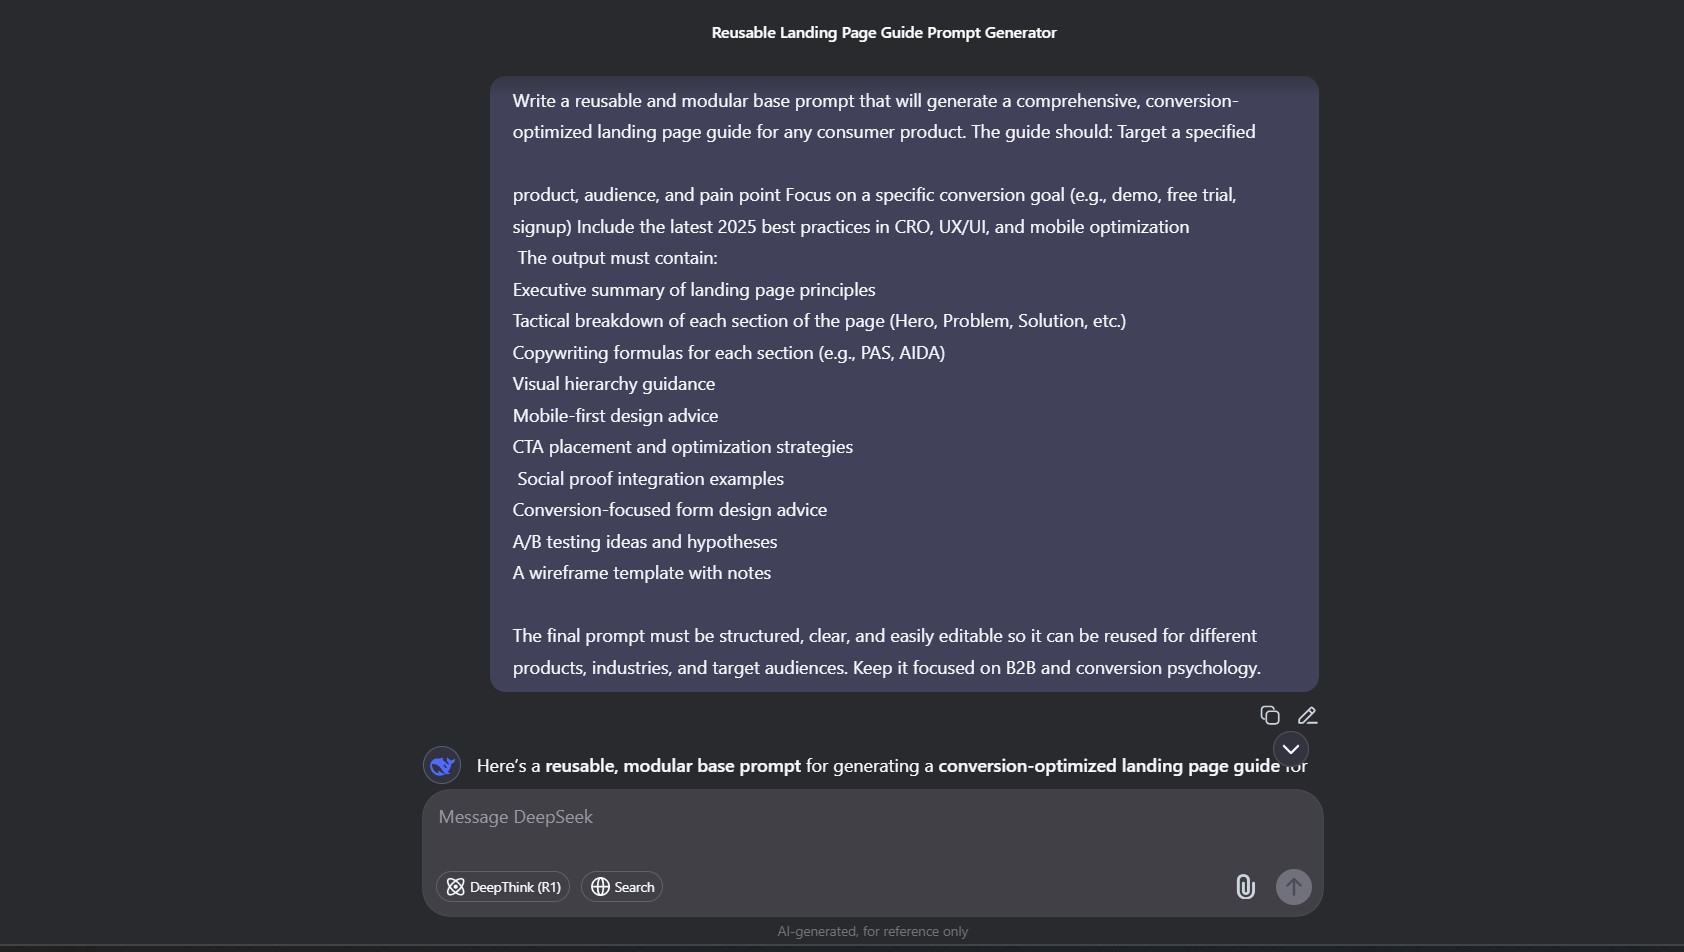 Reusable Landing Page Guide Prompt Generator
Write a reusable and modular base prompt that will generate a comprehensive, conversion-
optimized landing page guide for any consumer product. The guide should: Target a specified
product, audience, and pain point Focus on a specific conversion goal (e.g., demo, free trial,
signup) Include the latest 2025 best practices in CRO, UX/UI, and mobile optimization
The output must contain:
Executive summary of landing page principles
Tactical breakdown of each section of the page (Hero, Problem, Solution, etc.)
Copywriting formulas for each section (e.g., PAS, AIDA)
Visual hierarchy guidance
Mobile-first design advice
CTA placement and optimization strategies
Social proof integration examples
Conversion-focused form design advice
A/B testing ideas and hypotheses
A wireframe template with notes
The final prompt must be structured, clear, and easily editable so it can be reused for different
products, industries, and target audiences. Keep it focused on B2B and conversion psychology.
Here's a reusable, modular base prompt for generating a conversion-optimized landing page guide for
Message DeepSeek
DeepThink (R1)
Search
AI-generated, for reference only